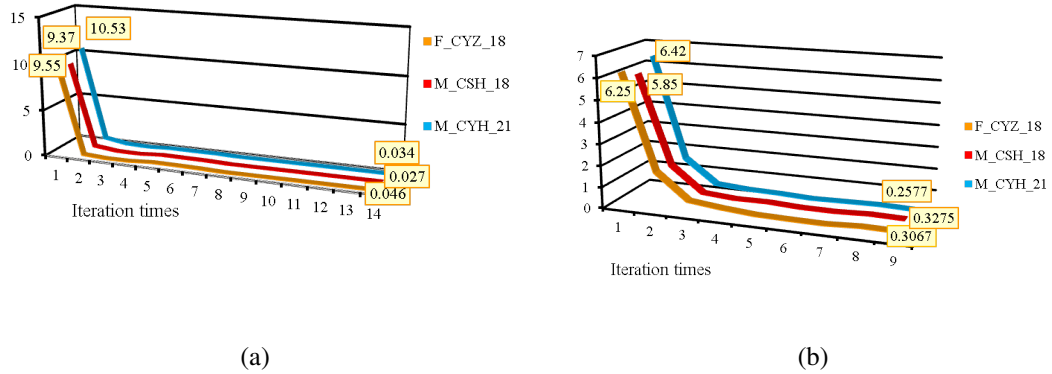 15
10
5
0
9.37
10.53
9.55
0.034
0.027
0.046
1 2 3 4 5 6 7 8 9 10 11 12 13 14
Iteration times
F_CYZ_18
M_CSH_18
M_CYH_21
(a)
7
6
5
4
3
2
1
0
6.42
5.85
6.25
0.2577
0.3275
0.3067
1 2 3 4 5 6 7 8 9
Iteration times
F_CYZ_18
M_CSH_18
M_CYH_21
(b)